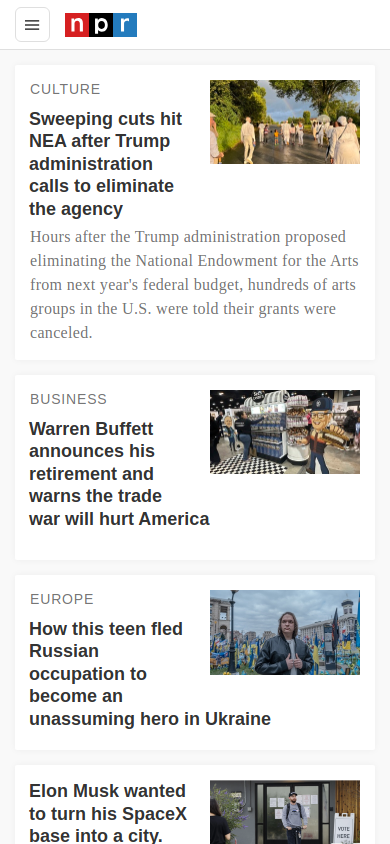 npr
CULTURE
Sweeping cuts hit
NEA after Trump
administration
calls to eliminate
the agency
Hours after the Trump administration proposed
eliminating the National Endowment for the Arts
from next year's federal budget, hundreds of arts
groups in the U.S. were told their grants were
canceled.
BUSINESS
Warren Buffett
announces his
retirement and
warns the trade
war will hurt America
EUROPE
How this teen fled
Russian
occupation to
become an
unassuming hero in Ukraine
Elon Musk wanted
to turn his SpaceX
base into a city.
VOTE
HERE